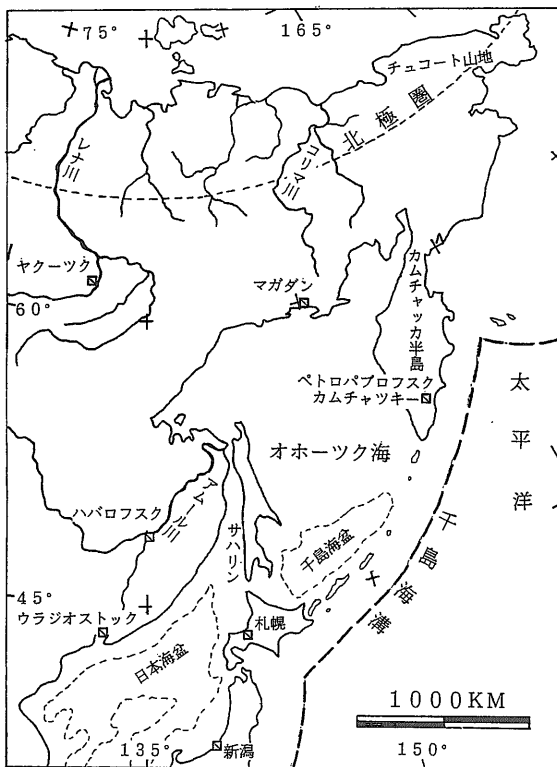 75°
165°
チュコート山地
北極圏
レナ川
コリマ川
ヤクーツク
マガダン
60°
カムチャッカ半島
ペトロパブロフスク
カムチャツキー
太平洋
オホーツク海
アムール川
ハバロフスク
サハリン
千島海盆
千島海溝
45°
ウラジオストック
札幌
日本海盆
1000KM
135°
新潟
150°